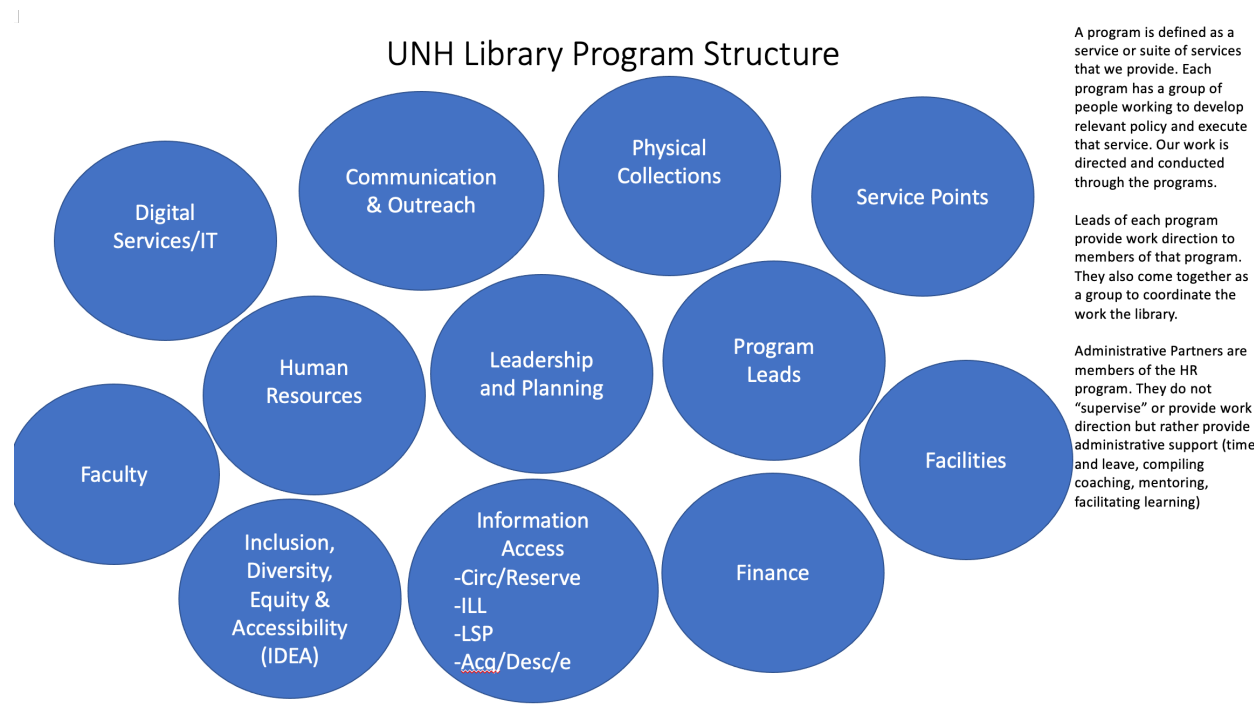 UNH Library Program Structure
Digital
Services/IT
Communication
& Outreach
Physical
Collections
Service Points
Human
Resources
Leadership
and Planning
Program
Leads
Faculty
Facilities
Inclusion,
Diversity,
Equity &
Accessibility
(IDEA)
Information
Access
-Circ/Reserve
-ILL
-LSP
-Acq/Desc/e
Finance
A program is defined as a
service or suite of services
that we provide. Each
program has a group of
people working to develop
relevant policy and execute
that service. Our work is
directed and conducted
through the programs.
Leads of each program
provide work direction to
members of that program.
They also come together as
a group to coordinate the
work the library.
Administrative Partners are
members of the HR
program. They do not
“supervise” or provide work
direction but rather provide
administrative support (time
and leave, compiling
coaching, mentoring,
facilitating learning)